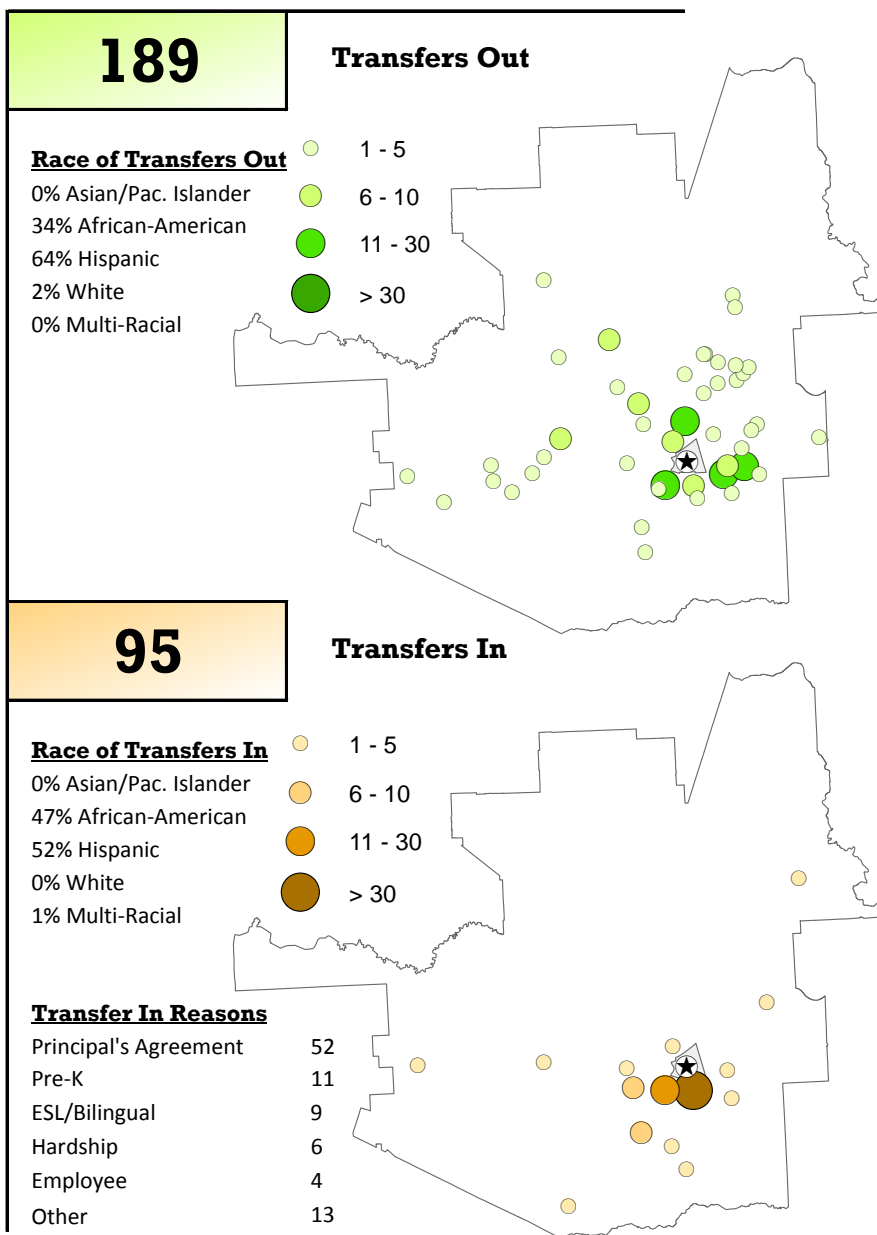 189
Transfers Out
Race of Transfers Out
0% Asian/Pac. Islander
34% African-American
64% Hispanic
2% White
0% Multi-Racial
1 - 5
6 - 10
11 - 30
> 30
95
Transfers In
Race of Transfers In
0% Asian/Pac. Islander
47% African-American
52% Hispanic
0% White
1% Multi-Racial
1 - 5
6 - 10
11 - 30
> 30
Transfer In Reasons
Principal's Agreement 52
Pre-K 11
ESL/Bilingual 9
Hardship 6
Employee 4
Other 13